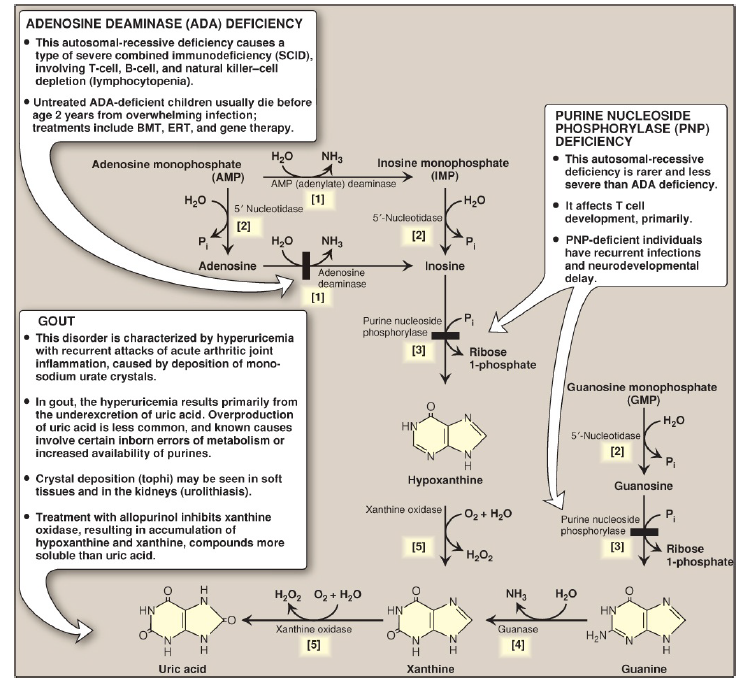 ADENOSINE DEAMINASE (ADA) DEFICIENCY
• This autosomal-recessive deficiency causes a
type of severe combined immunodeficiency (SCID),
involving T-cell, B-cell, and natural killer–cell
depletion (lymphocytopenia).
• Untreated ADA-deficient children usually die before
age 2 years from overwhelming infection;
treatments include BMT, ERT, and gene therapy.
PURINE NUCLEOSIDE
PHOSPHORYLASE (PNP)
DEFICIENCY
• This autosomal-recessive
deficiency is rarer and less
severe than ADA deficiency.
• It affects T cell
development, primarily.
• PNP-deficient individuals
have recurrent infections
and neurodevelopmental
delay.
Adenosine monophosphate
(AMP)
H₂O NH₃
AMP (adenylate) deaminase
[1]
Inosine monophosphate
(IMP)
H₂O
5′ Nucleotidase
[2]
Pi
H₂O
5′-Nucleotidase
[2]
Pi
Adenosine
H₂O NH₃
Adenosine
deaminase
[1]
Inosine
Purine nucleoside
phosphorylase
[3]
Pi
Ribose
1-phosphate
GOUT
• This disorder is characterized by hyperuricemia
with recurrent attacks of acute arthritic joint
inflammation, caused by deposition of mono-
sodium urate crystals.
• In gout, the hyperuricemia results primarily from
the underexcretion of uric acid. Overproduction
of uric acid is less common, and known causes
involve certain inborn errors of metabolism or
increased availability of purines.
• Crystal deposition (tophi) may be seen in soft
tissues and in the kidneys (urolithiasis).
• Treatment with allopurinol inhibits xanthine
oxidase, resulting in accumulation of
hypoxanthine and xanthine, compounds more
soluble than uric acid.
Guanosine monophosphate
(GMP)
H₂O
5′-Nucleotidase
[2]
Pi
Guanosine
Purine nucleoside
phosphorylase
[3]
Pi
Ribose
1-phosphate
O
HN
N
N
N
H
Hypoxanthine
Xanthine oxidase
O₂ + H₂O
[5]
H₂O₂
O
HN
O
N
H
H
N
O
N
H
Uric acid
H₂O₂ O₂ + H₂O
Xanthine oxidase
[5]
O
HN
O
N
H
N
N
H
Xanthine
NH₃ H₂O
Guanase
[4]
O
HN
H₂N
N
N
N
H
Guanine